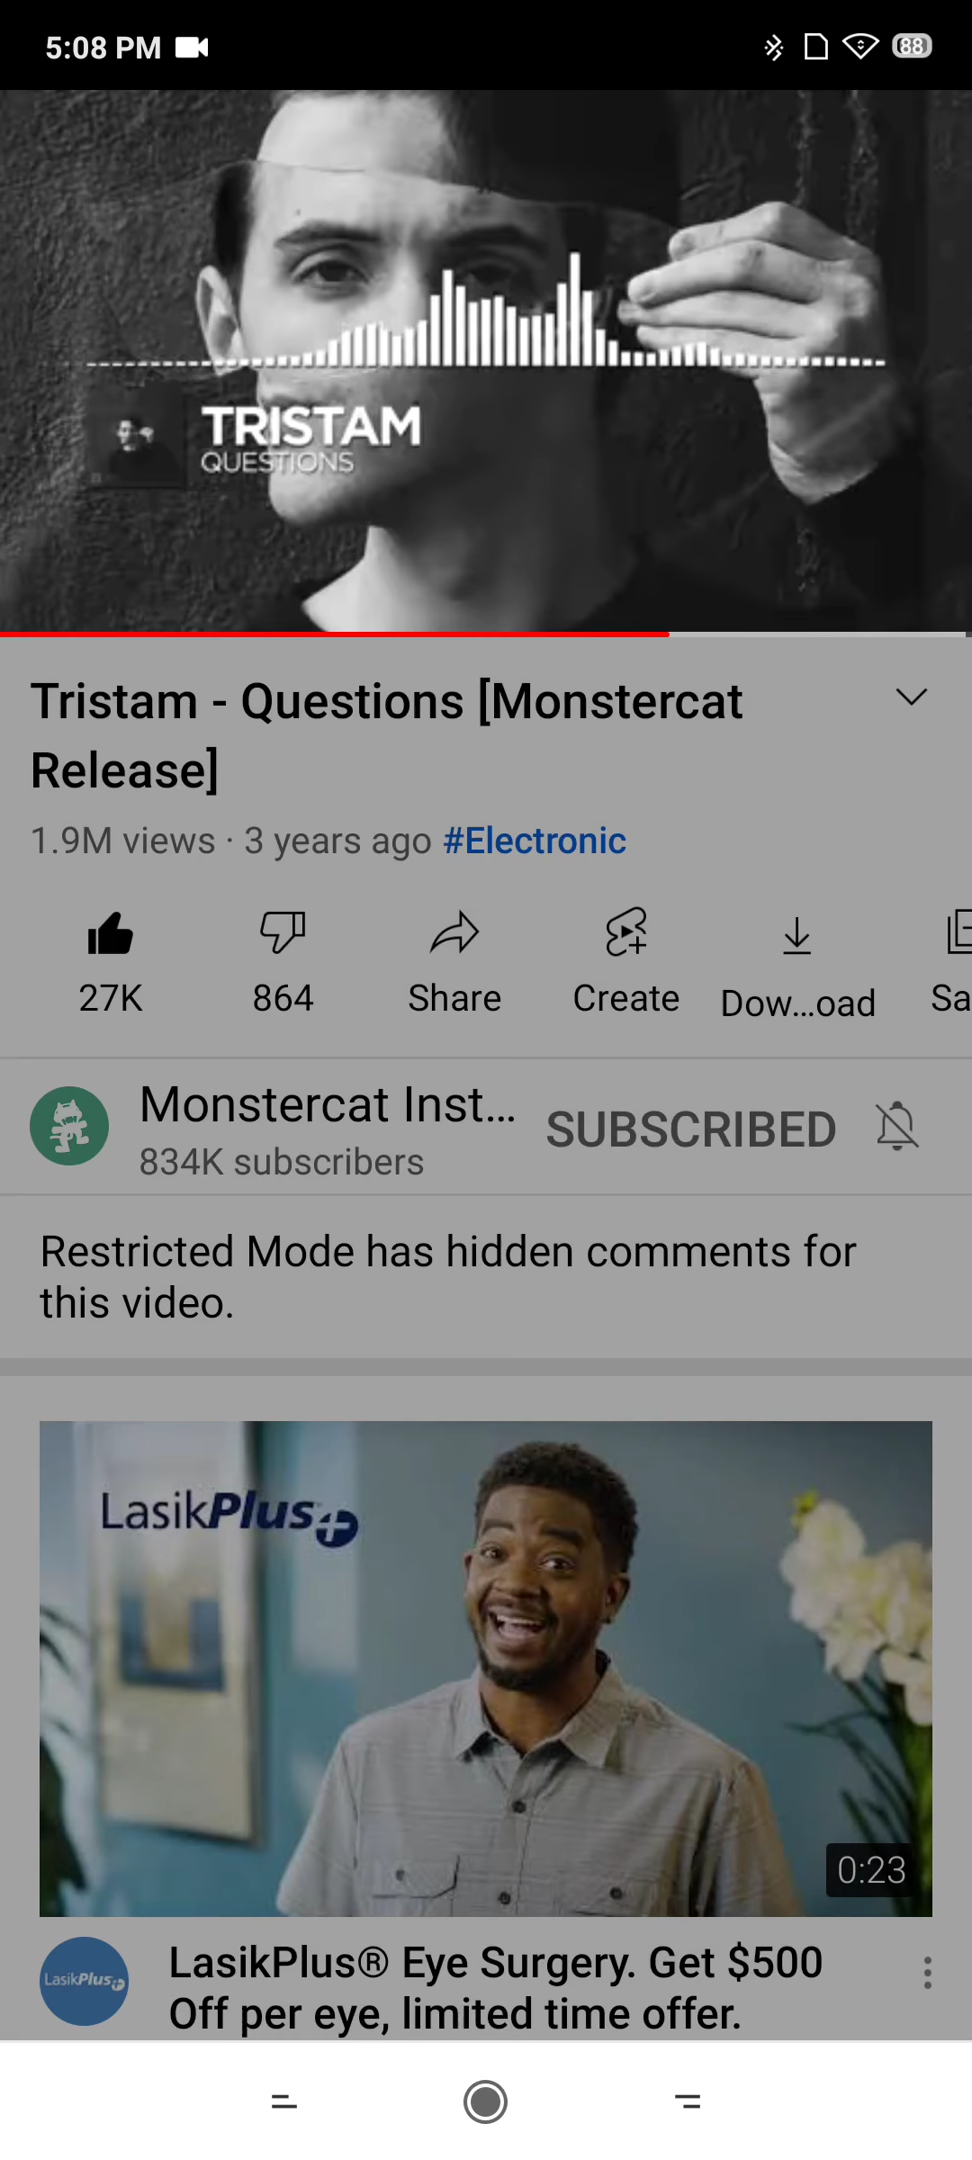 5:08 PM
88
TRISTAM
QUESTIONS
Tristam - Questions [Monstercat
Release]
1.9M views · 3 years ago #Electronic
27K
864
Share
Create
Dow...oad
Sa
Monstercat Inst...
834K subscribers
SUBSCRIBED
Restricted Mode has hidden comments for
this video.
LasikPlus
0:23
LasikPlus
LasikPlus® Eye Surgery. Get $500
Off per eye, limited time offer.